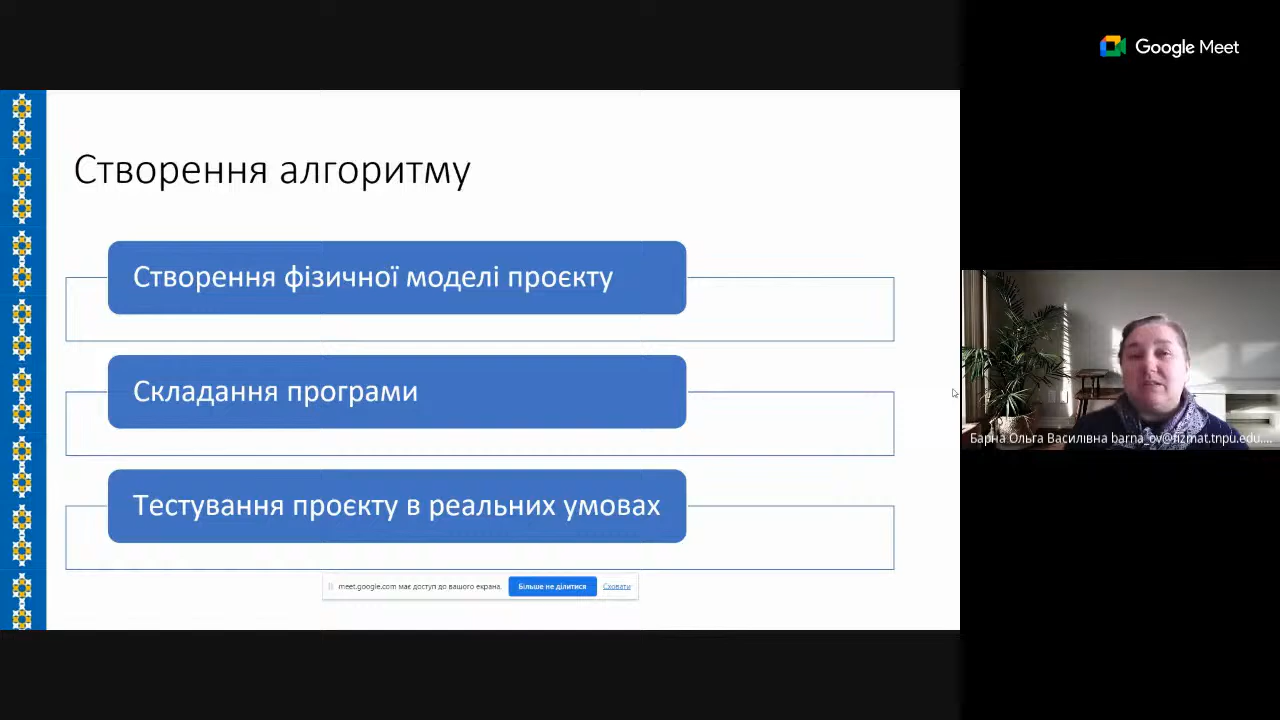 Google Meet
Створення алгоритму
Створення фізичної моделі проєкту
Складання програми
Тестування проєкту в реальних умовах
meet.google.com має доступ до вашого екрана.
Більше не ділитися
Сховати
Барна Ольга Василівна barna_ov@fizmat.tnpu.edu....